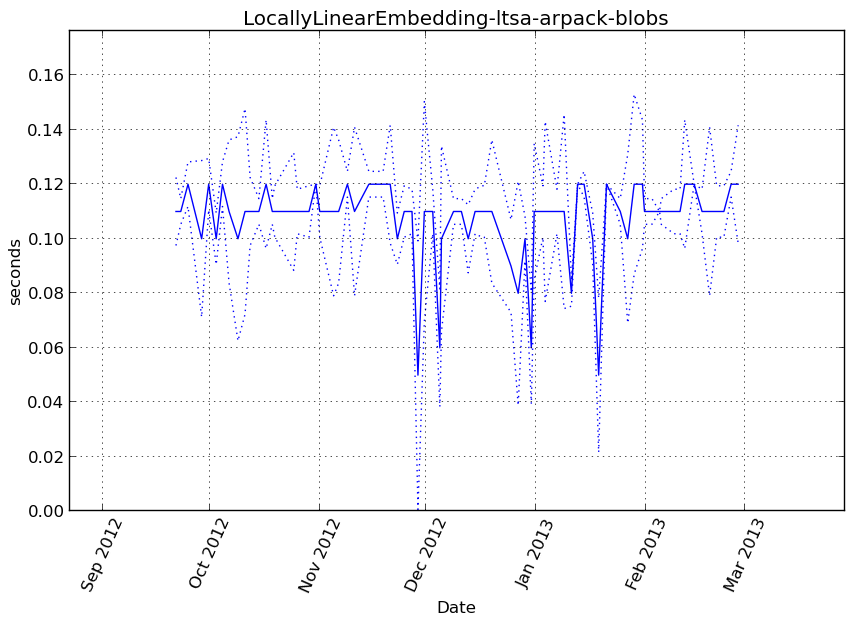 LocallyLinearEmbedding-ltsa-arpack-blobs
0.16
0.14
0.12
0.10
0.08
0.06
0.04
0.02
0.00
seconds
Sep 2012
Oct 2012
Nov 2012
Dec 2012
Jan 2013
Feb 2013
Mar 2013
Date